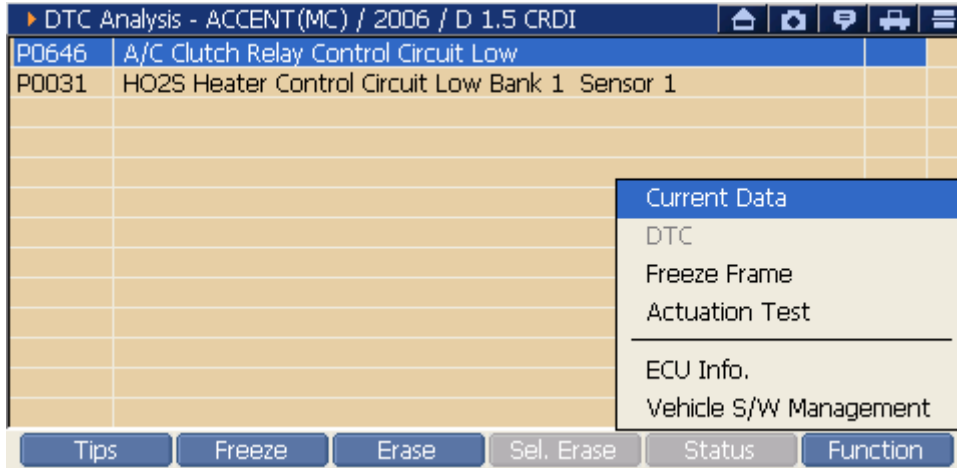 DTC Analysis - ACCENT(MC) / 2006 / D 1.5 CRDI
P0646 A/C Clutch Relay Control Circuit Low
P0031 HO2S Heater Control Circuit Low Bank 1 Sensor 1
Current Data
DTC
Freeze Frame
Actuation Test
ECU Info.
Vehicle S/W Management
Tips Freeze Erase Sel. Erase Status Function